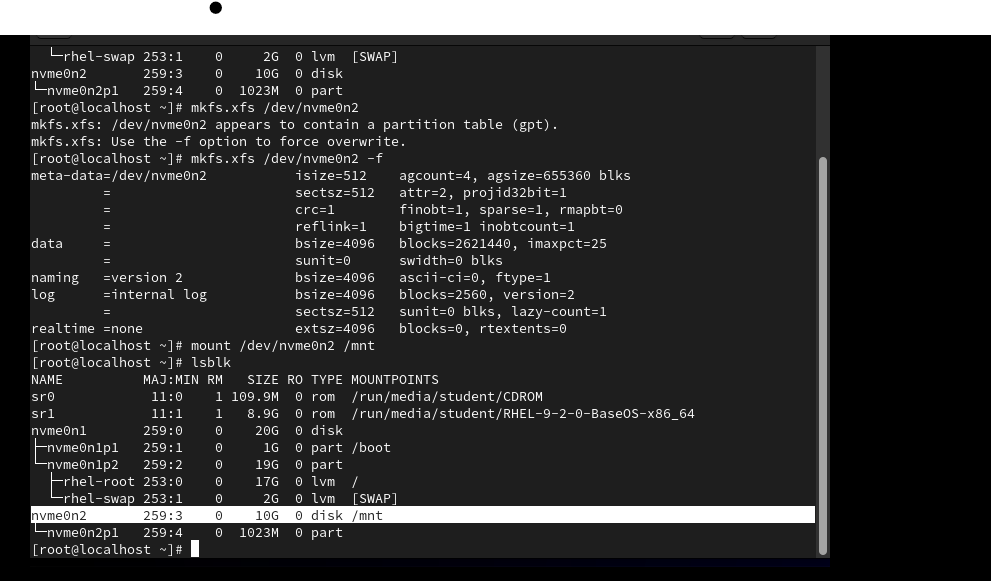 └─rhel-swap 253:1    0    2G  0 lvm  [SWAP]
nvme0n2       259:3    0   10G  0 disk
└─nvme0n2p1   259:4    0 1023M  0 part
[root@localhost ~]# mkfs.xfs /dev/nvme0n2
mkfs.xfs: /dev/nvme0n2 appears to contain a partition table (gpt).
mkfs.xfs: Use the -f option to force overwrite.
[root@localhost ~]# mkfs.xfs /dev/nvme0n2 -f
meta-data=/dev/nvme0n2           isize=512    agcount=4, agsize=655360 blks
         =                       sectsz=512   attr=2, projid32bit=1
         =                       crc=1        finobt=1, sparse=1, rmapbt=0
         =                       reflink=1    bigtime=1 inobtcount=1
data     =                       bsize=4096   blocks=2621440, imaxpct=25
         =                       sunit=0      swidth=0 blks
naming   =version 2              bsize=4096   ascii-ci=0, ftype=1
log      =internal log           bsize=4096   blocks=2560, version=2
         =                       sectsz=512   sunit=0 blks, lazy-count=1
realtime =none                   extsz=4096   blocks=0, rtextents=0
[root@localhost ~]# mount /dev/nvme0n2 /mnt
[root@localhost ~]# lsblk
NAME          MAJ:MIN RM   SIZE RO TYPE MOUNTPOINTS
sr0            11:0    1 109.9M  0 rom  /run/media/student/CDROM
sr1            11:1    1   8.9G  0 rom  /run/media/student/RHEL-9-2-0-BaseOS-x86_64
nvme0n1       259:0    0    20G  0 disk
├─nvme0n1p1   259:1    0     1G  0 part /boot
└─nvme0n1p2   259:2    0    19G  0 part
  ├─rhel-root 253:0    0    17G  0 lvm  /
  └─rhel-swap 253:1    0     2G  0 lvm  [SWAP]
nvme0n2       259:3    0    10G  0 disk /mnt
└─nvme0n2p1   259:4    0  1023M  0 part
[root@localhost ~]#